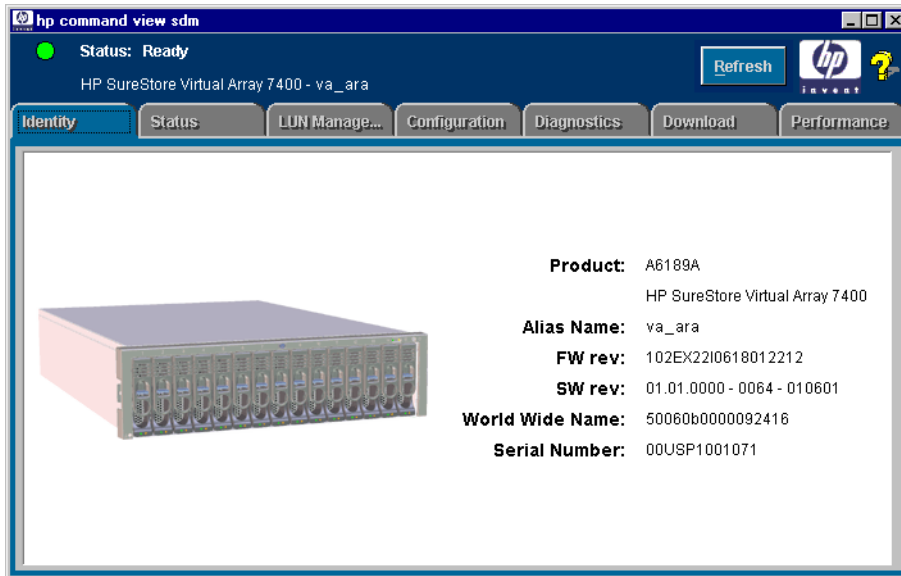 hp command view sdm
Status: Ready
HP SureStore Virtual Array 7400 - va_ara
Refresh
hp
invent
?
Identity
Status
LUN Manage...
Configuration
Diagnostics
Download
Performance
Product: A6189A
HP SureStore Virtual Array 7400
Alias Name: va_ara
FW rev: 102EX22I0618012212
SW rev: 01.01.0000 - 0064 - 010601
World Wide Name: 50060b0000092416
Serial Number: 00USP1001071